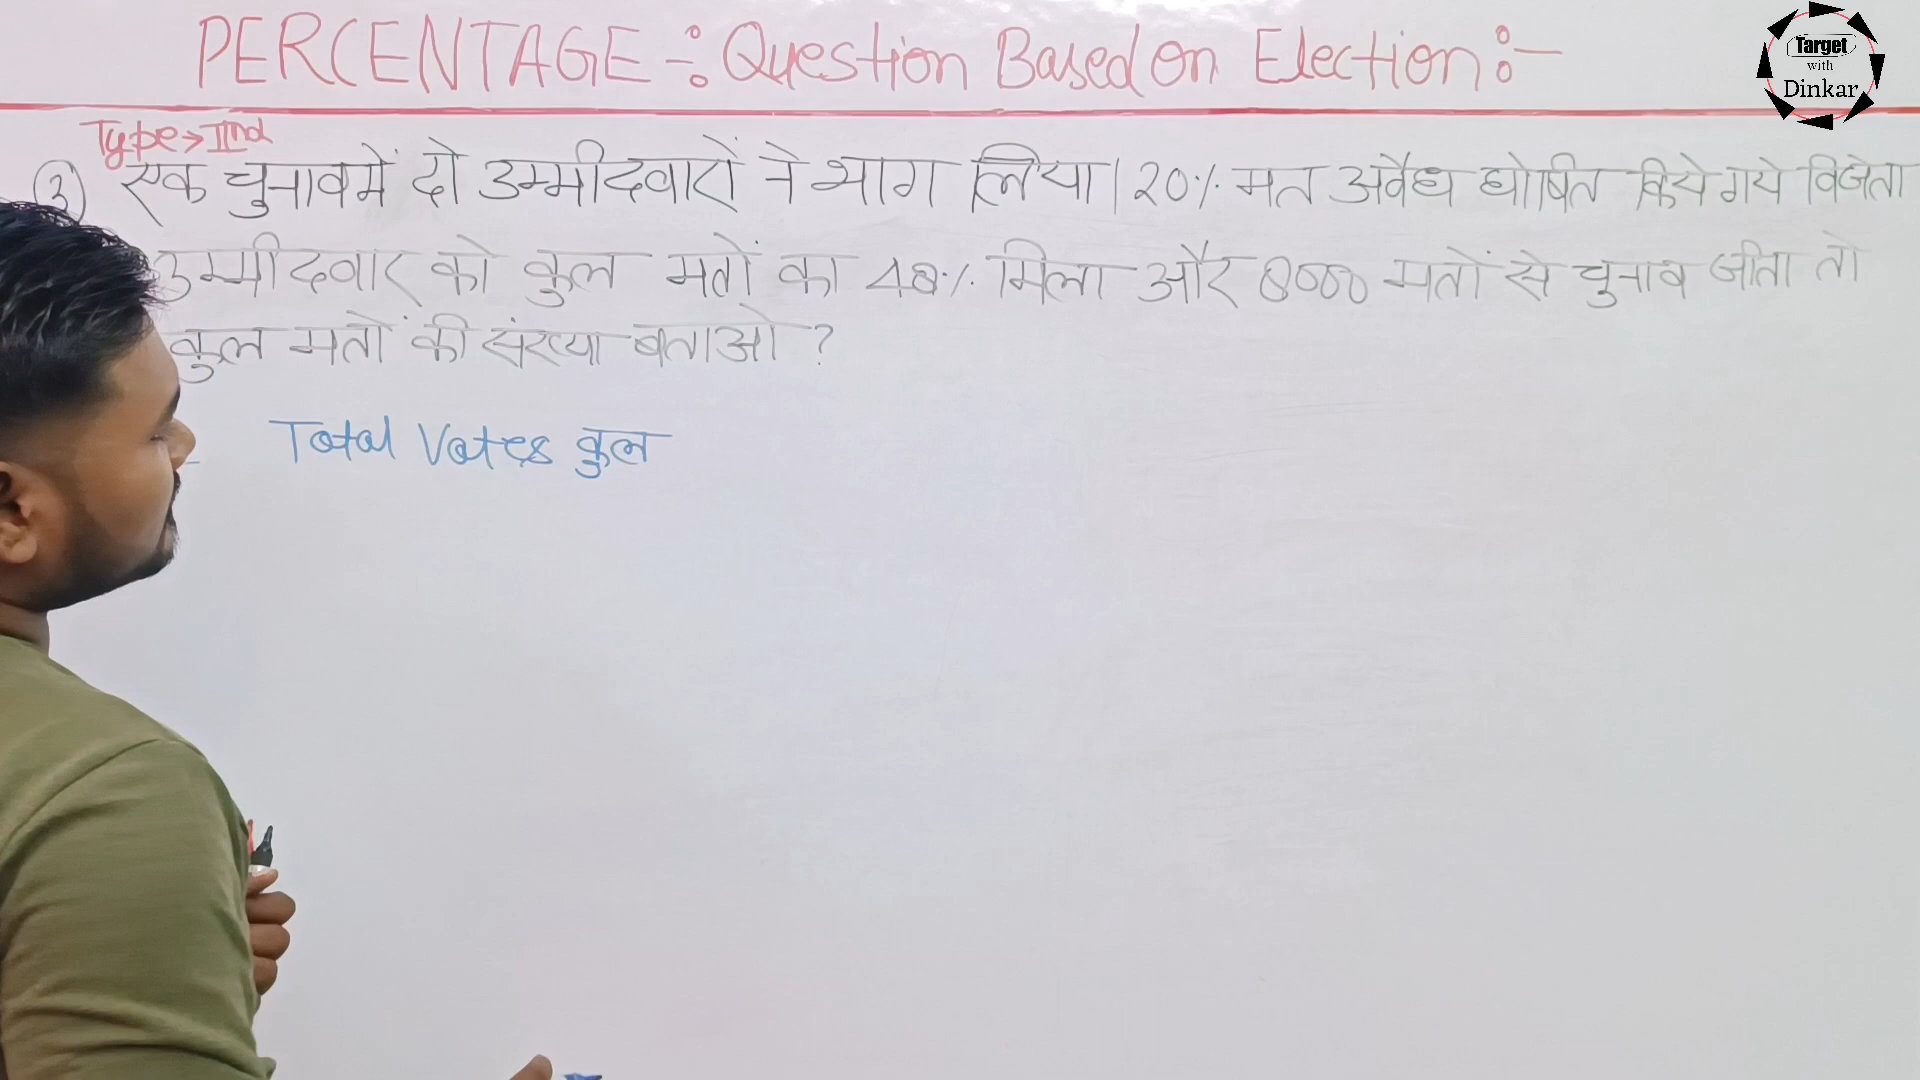 PERCENTAGE -: Question Based On Election :-
Target
with
Dinkar
Type→IInd
③ एक चुनाव में दो उम्मीदवारों ने भाग लिया | 20% मत अवैध घोषित किये गये विजेता
उम्मीदवार को कुल मतों का 48% मिला और 8000 मतों से चुनाव जीता तो
कुल मतों की संख्या बताओ ?
Total Votes कुल